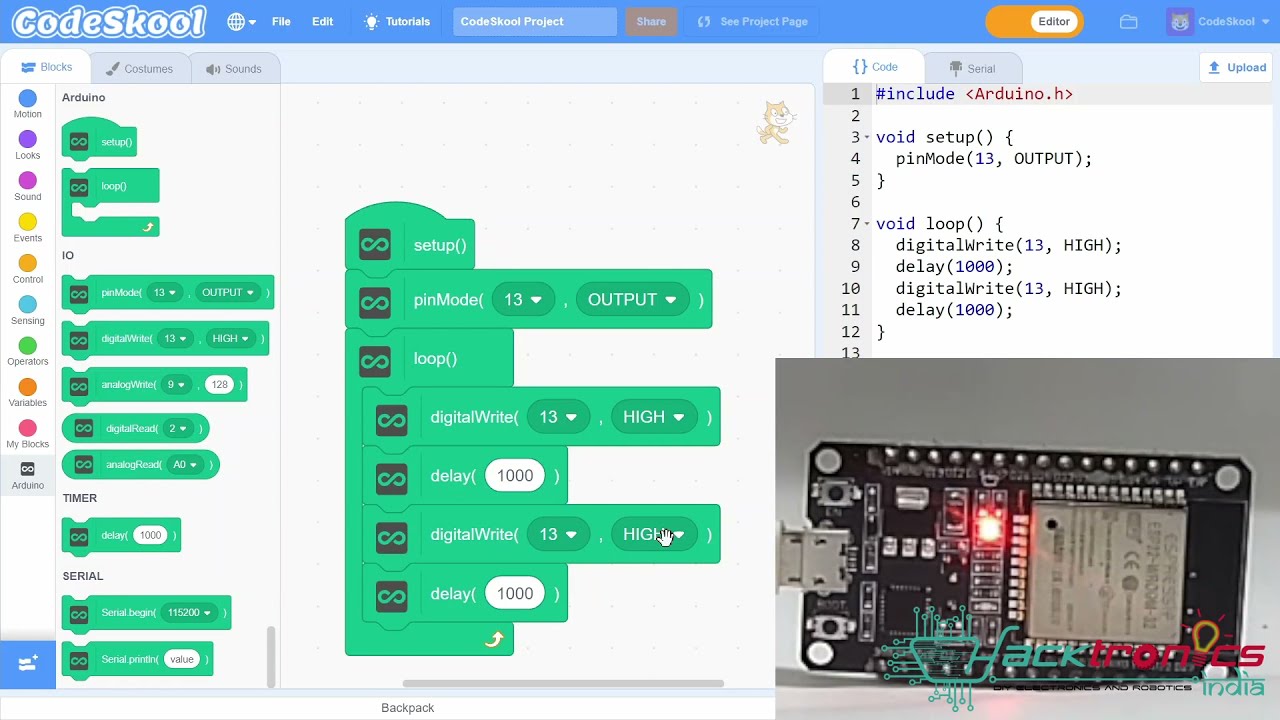 CodeSkool
File
Edit
Tutorials
CodeSkool Project
Share
See Project Page
Editor
CodeSkool
Blocks
Costumes
Sounds
Code
Serial
Upload
Motion
Looks
Sound
Events
Control
Sensing
Operators
Variables
My Blocks
Arduino
Arduino
setup()
loop()
IO
pinMode( 13 , OUTPUT )
digitalWrite( 13 , HIGH )
analogWrite( 9 , 128 )
digitalRead( 2 )
analogRead( A0 )
TIMER
delay( 1000 )
SERIAL
Serial.begin( 115200 )
Serial.println( value )
setup()
pinMode( 13 , OUTPUT )
loop()
digitalWrite( 13 , HIGH )
delay( 1000 )
digitalWrite( 13 , HIGH )
delay( 1000 )
Backpack
1 #include <Arduino.h>
2
3 void setup() {
4 pinMode(13, OUTPUT);
5 }
6
7 void loop() {
8 digitalWrite(13, HIGH);
9 delay(1000);
10 digitalWrite(13, HIGH);
11 delay(1000);
12 }
13
Hacktronics
india
DIY ELECTRONICS AND ROBOTICS